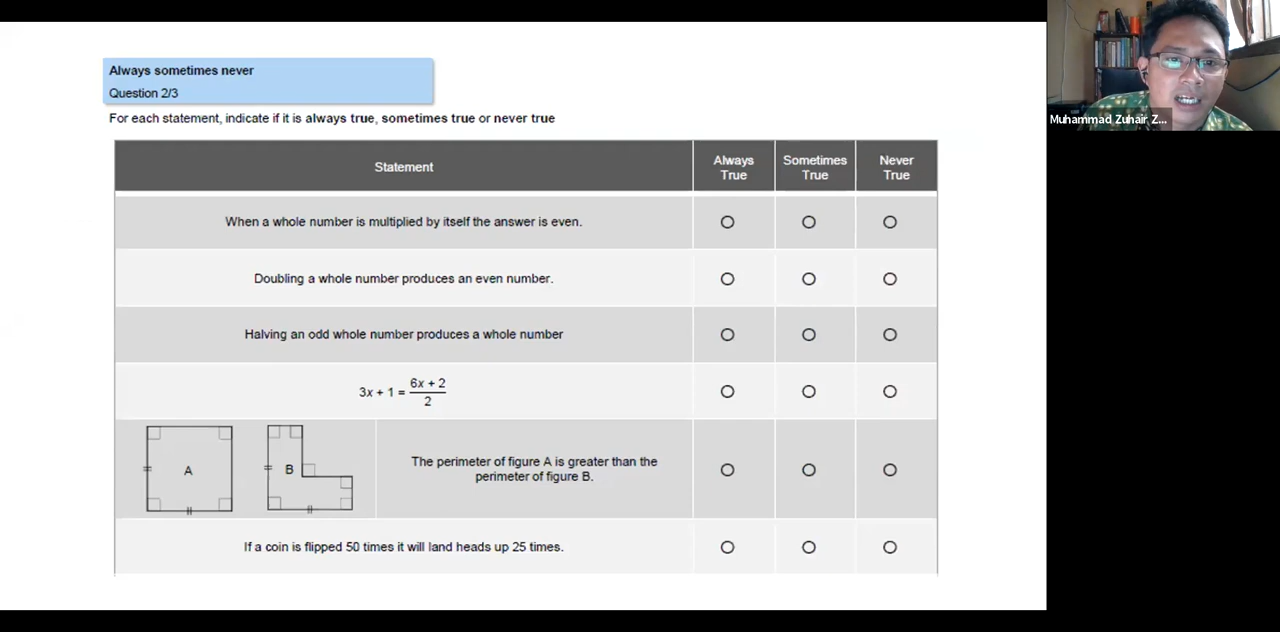 Always sometimes never
Question 2/3
For each statement, indicate if it is always true, sometimes true or never true
Statement
Always
True
Sometimes
True
Never
True
When a whole number is multiplied by itself the answer is even.
Doubling a whole number produces an even number.
Halving an odd whole number produces a whole number
3x + 1 = 6x + 2
2
A
B
The perimeter of figure A is greater than the
perimeter of figure B.
If a coin is flipped 50 times it will land heads up 25 times.
Muhammad Zuhair Z...